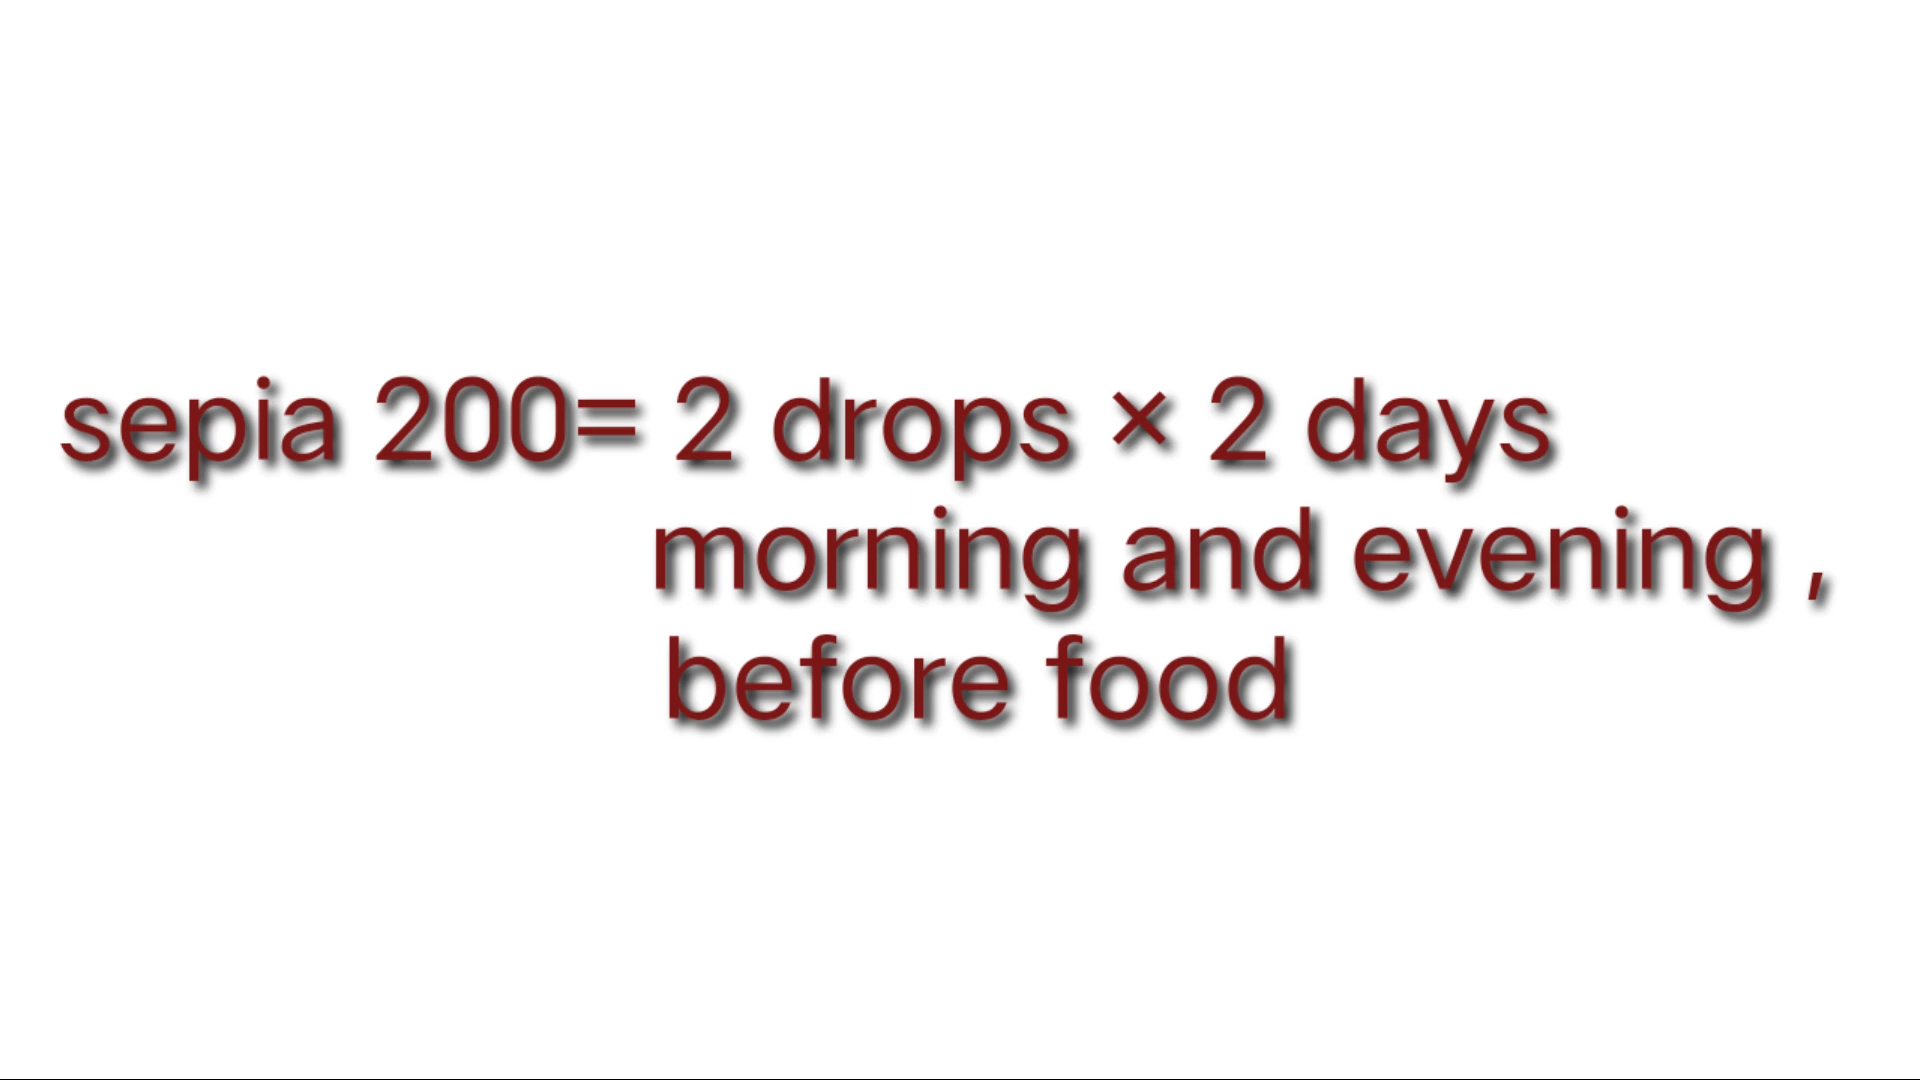 sepia 200= 2 drops × 2 days
morning and evening ,
before food